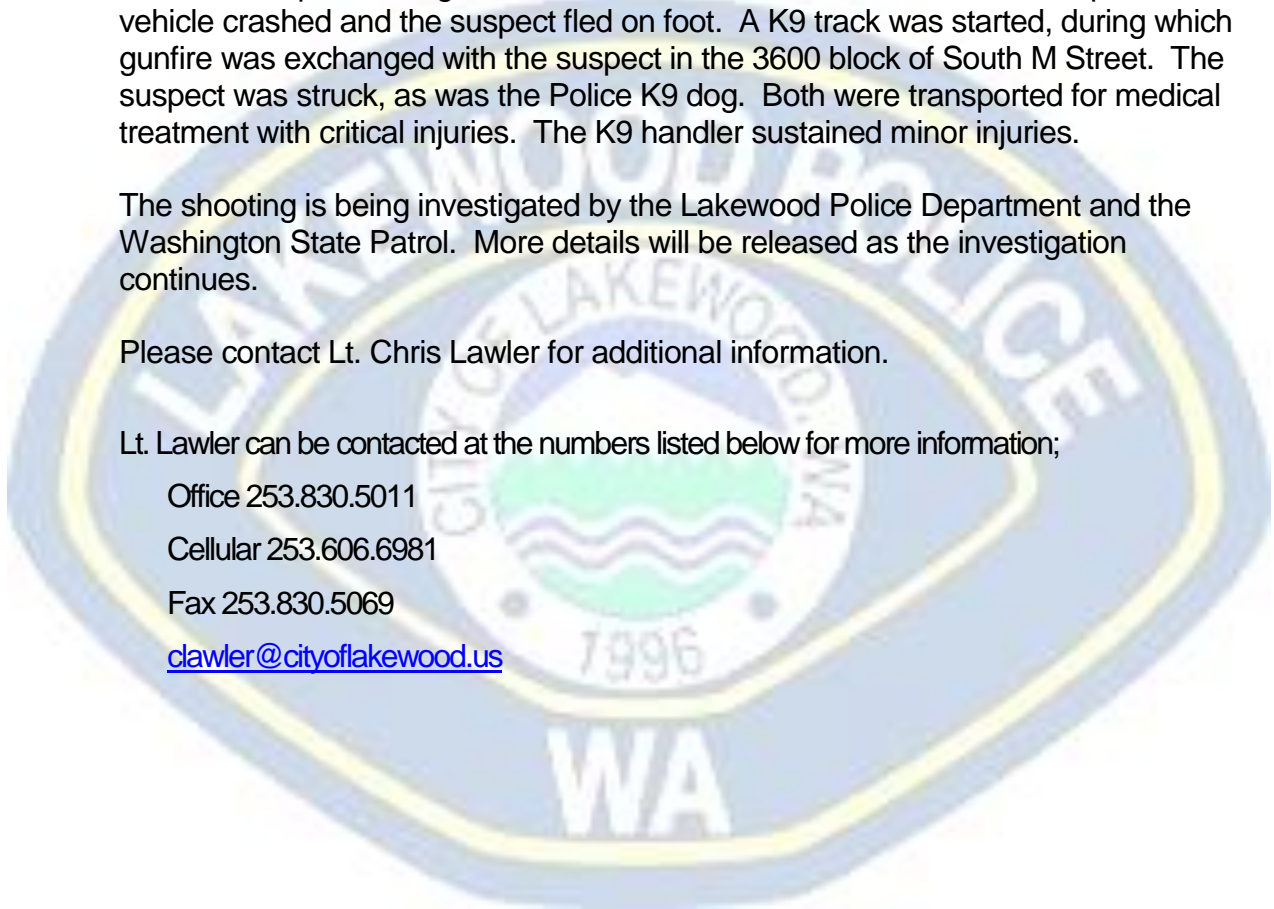 vehicle crashed and the suspect fled on foot.  A K9 track was started, during which
gunfire was exchanged with the suspect in the 3600 block of South M Street.  The
suspect was struck, as was the Police K9 dog.  Both were transported for medical
treatment with critical injuries.  The K9 handler sustained minor injuries.
The shooting is being investigated by the Lakewood Police Department and the
Washington State Patrol.  More details will be released as the investigation
continues.
Please contact Lt. Chris Lawler for additional information.
Lt. Lawler can be contacted at the numbers listed below for more information;
Office 253.830.5011
Cellular 253.606.6981
Fax 253.830.5069
clawler@cityoflakewood.us
LAKEWOOD POLICE
CITY OF LAKEWOOD, WA
1996
WA